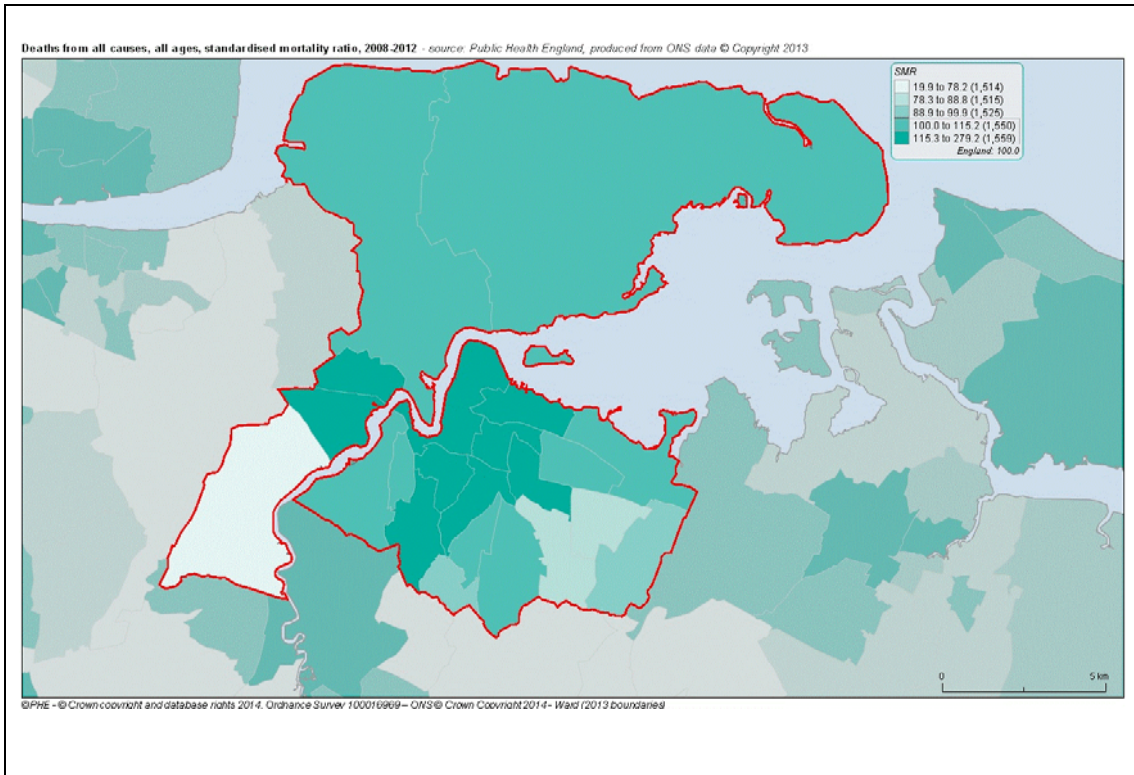 Deaths from all causes, all ages, standardised mortality ratio, 2008-2012 - source: Public Health England, produced from ONS data © Copyright 2013
SMR
19.9 to 78.2 (1,514)
78.3 to 88.8 (1,515)
88.9 to 99.9 (1,525)
100.0 to 115.2 (1,550)
115.3 to 279.2 (1,559)
England: 100.0
0 5 km
©PHE - © Crown copyright and database rights 2014. Ordnance Survey 100016969 – ONS © Crown Copyright 2014 - Ward (2013 boundaries)